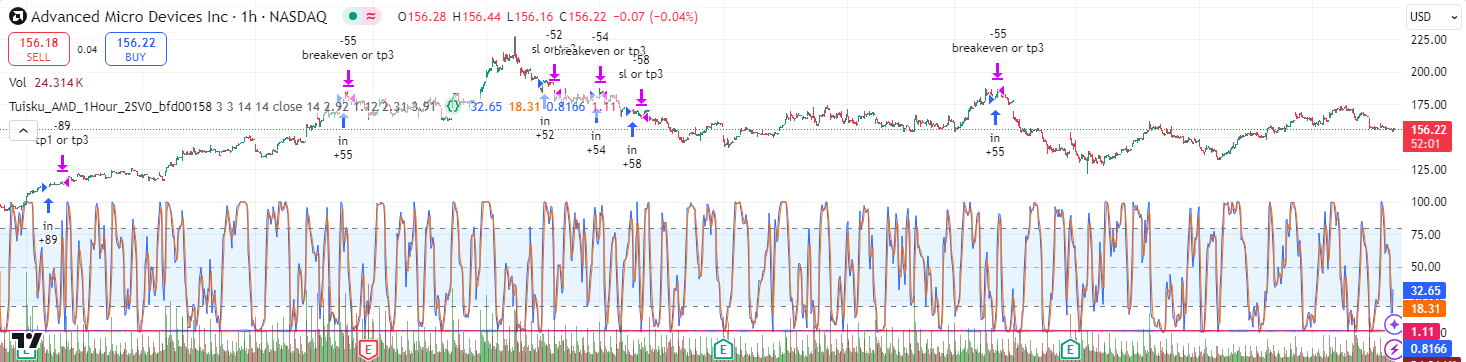 Advanced Micro Devices Inc · 1h · NASDAQ ≈ O156.28 H156.44 L156.16 C156.22 −0.07 (−0.04%)
USD
156.18 SELL
0.04
156.22 BUY
Vol 24.314K
Tuisku_AMD_1Hour_2SV0_bfd00158 3 3 14 14 close 14 2.92 1.12 2.31 3.91 {} 32.65 18.31 0.8166 1.11
-89
tp1 or tp3
in
+89
-55
breakeven or tp3
in
+55
-52
sl or tp3
in
+52
-54
breakeven or tp3
in
+54
-58
sl or tp3
in
+58
-55
breakeven or tp3
in
+55
225.00
200.00
175.00
156.22
52:01
125.00
100.00
75.00
50.00
32.65
18.31
1.11
0.8166
E
E
E
E